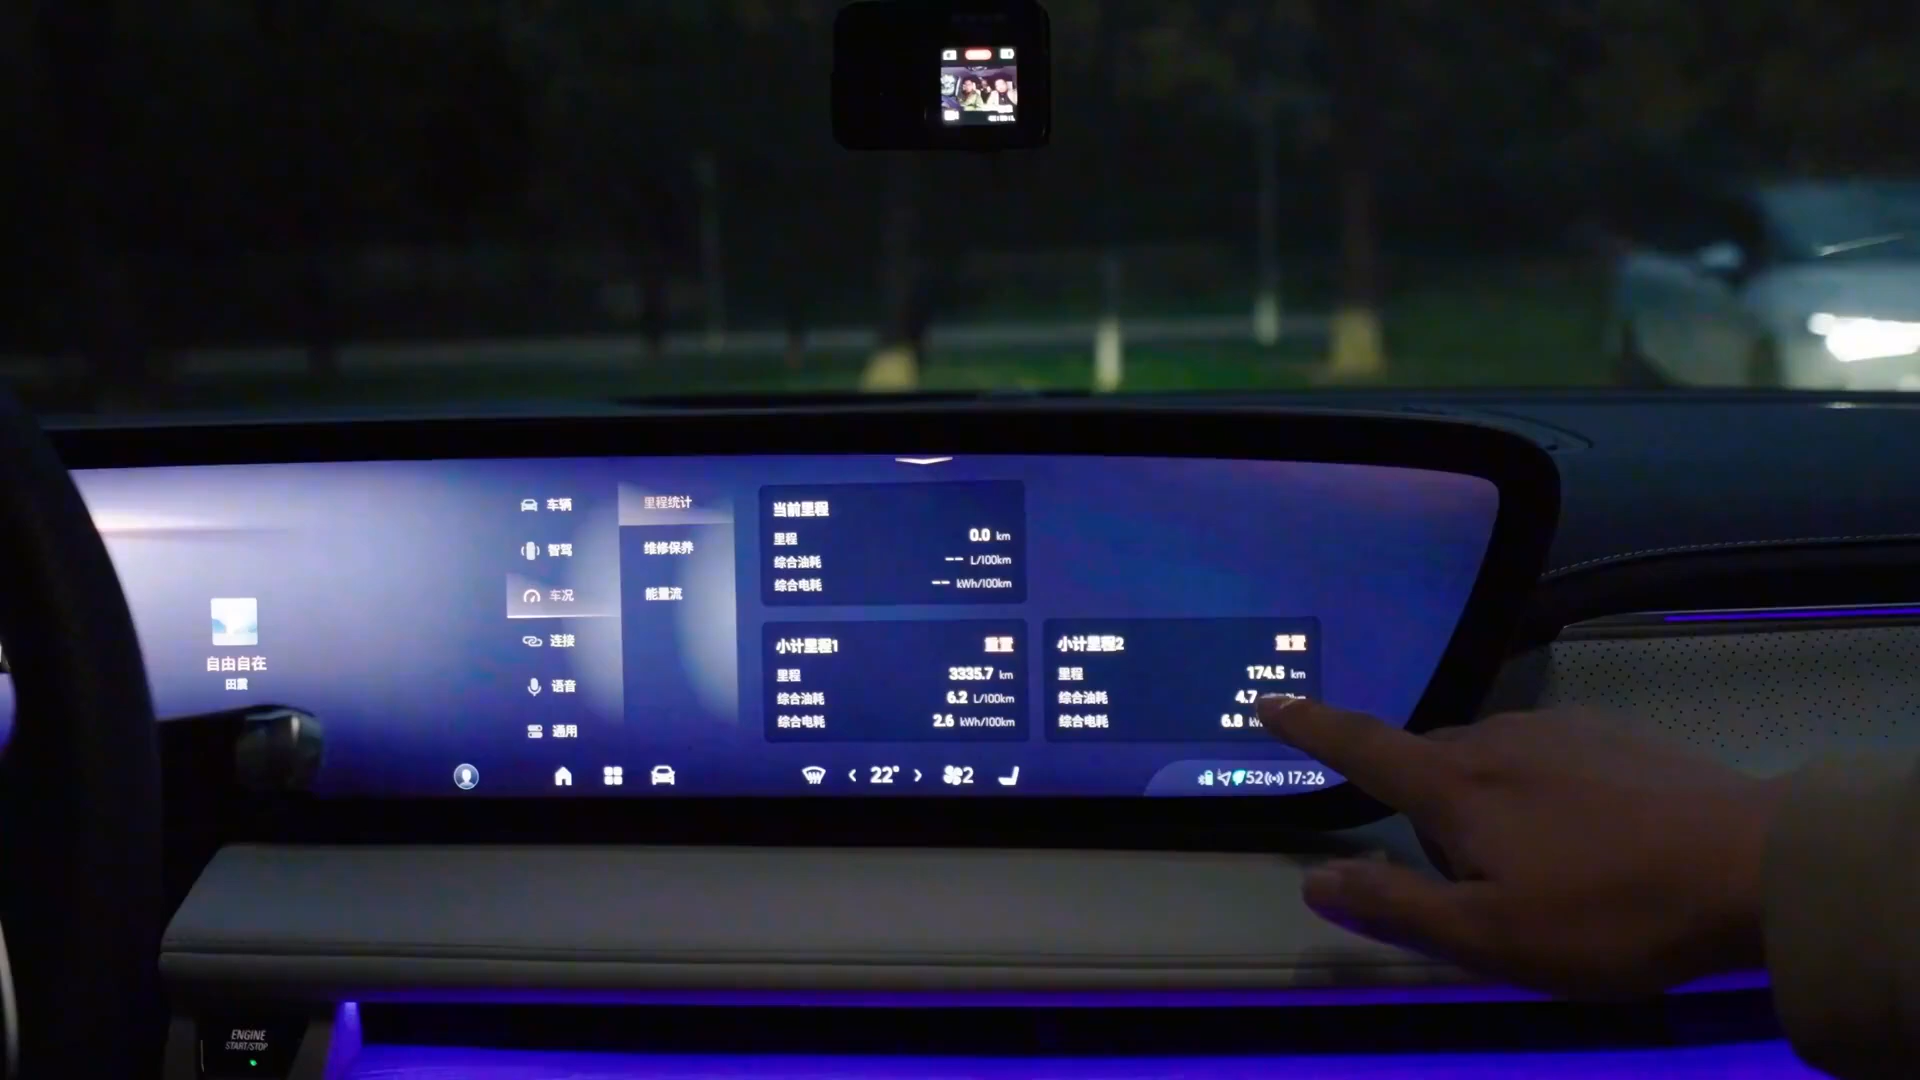 自由自在
田震
车辆
智驾
车况
连接
语音
通用
里程统计
维修保养
能量流
当前里程
里程 0.0 km
综合油耗 -- L/100km
综合电耗 -- kWh/100km
小计里程1 重置
里程 3335.7 km
综合油耗 6.2 L/100km
综合电耗 2.6 kWh/100km
小计里程2 重置
里程 174.5 km
综合油耗 4.7
综合电耗 6.8
22° 2
52 17:26
ENGINE
START/STOP